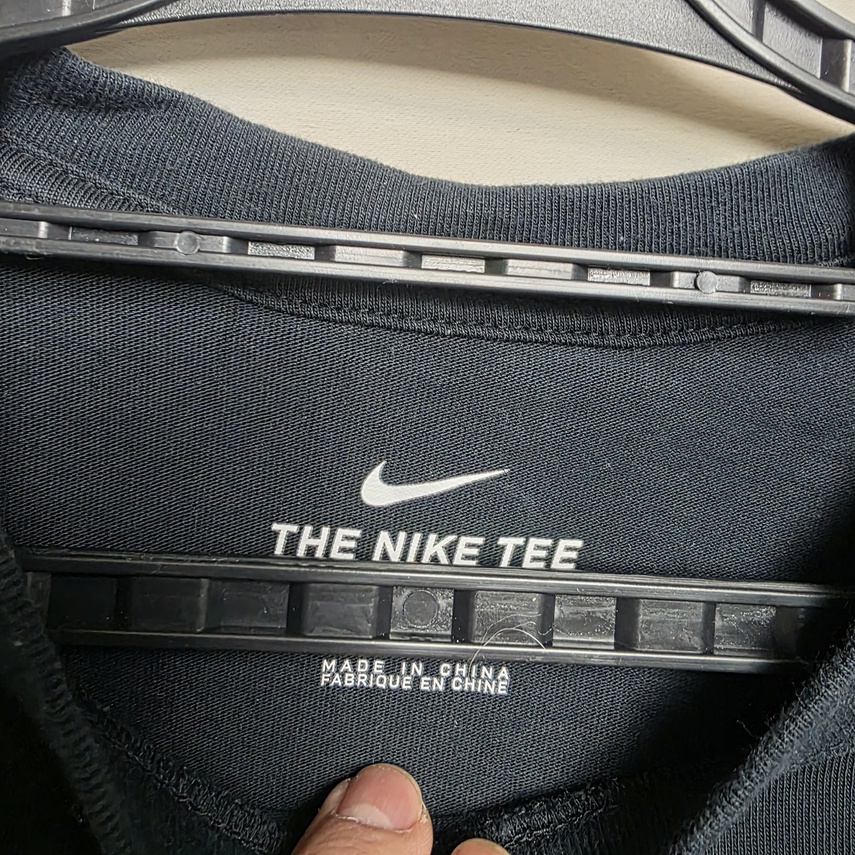 THE NIKE TEE
MADE IN CHINA
FABRIQUE EN CHINE